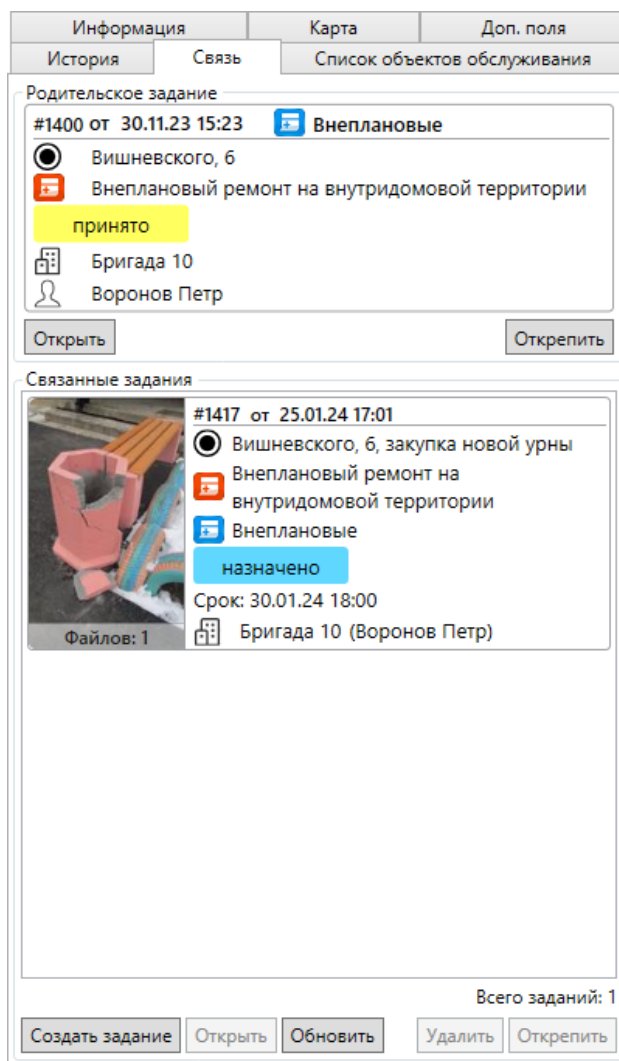 Информация
Карта
Доп. поля
История
Связь
Список объектов обслуживания
Родительское задание
#1400 от 30.11.23 15:23 Внеплановые
Вишневского, 6
Внеплановый ремонт на внутридомовой территории
принято
Бригада 10
Воронов Петр
Открыть
Открепить
Связанные задания
#1417 от 25.01.24 17:01
Вишневского, 6, закупка новой урны
Внеплановый ремонт на
внутридомовой территории
Внеплановые
назначено
Срок: 30.01.24 18:00
Бригада 10 (Воронов Петр)
Файлов: 1
Всего заданий: 1
Создать задание
Открыть
Обновить
Удалить
Открепить